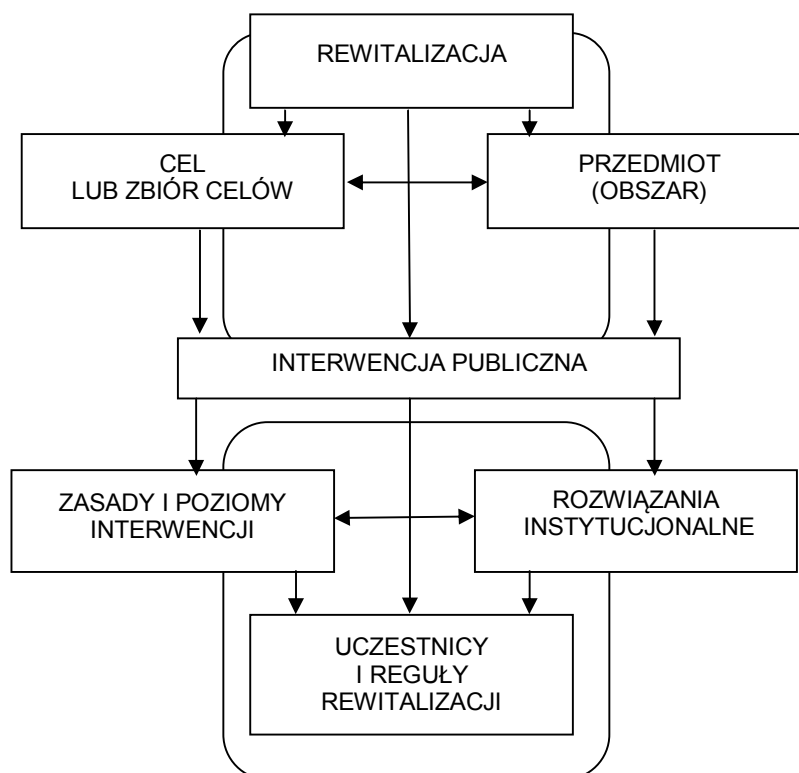 REWITALIZACJA
CEL
LUB ZBIÓR CELÓW
PRZEDMIOT
(OBSZAR)
INTERWENCJA PUBLICZNA
ZASADY I POZIOMY
INTERWENCJI
ROZWIĄZANIA
INSTYTUCJONALNE
UCZESTNICY
I REGUŁY
REWITALIZACJI